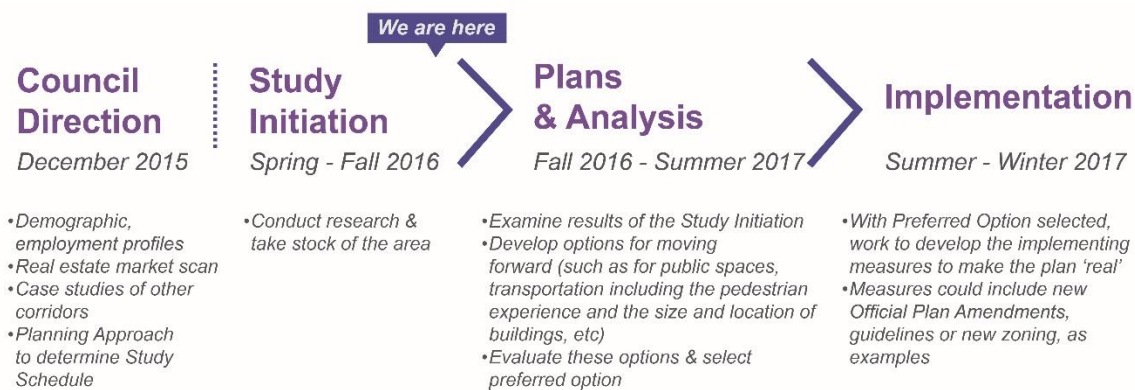 We are here
Council
Direction
December 2015
•Demographic,
employment profiles
•Real estate market scan
•Case studies of other
corridors
•Planning Approach
to determine Study
Schedule
Study
Initiation
Spring - Fall 2016
•Conduct research &
take stock of the area
Plans
& Analysis
Fall 2016 - Summer 2017
•Examine results of the Study Initiation
•Develop options for moving
forward (such as for public spaces,
transportation including the pedestrian
experience and the size and location of
buildings, etc)
•Evaluate these options & select
preferred option
Implementation
Summer - Winter 2017
•With Preferred Option selected,
work to develop the implementing
measures to make the plan ‘real’
•Measures could include new
Official Plan Amendments,
guidelines or new zoning, as
examples